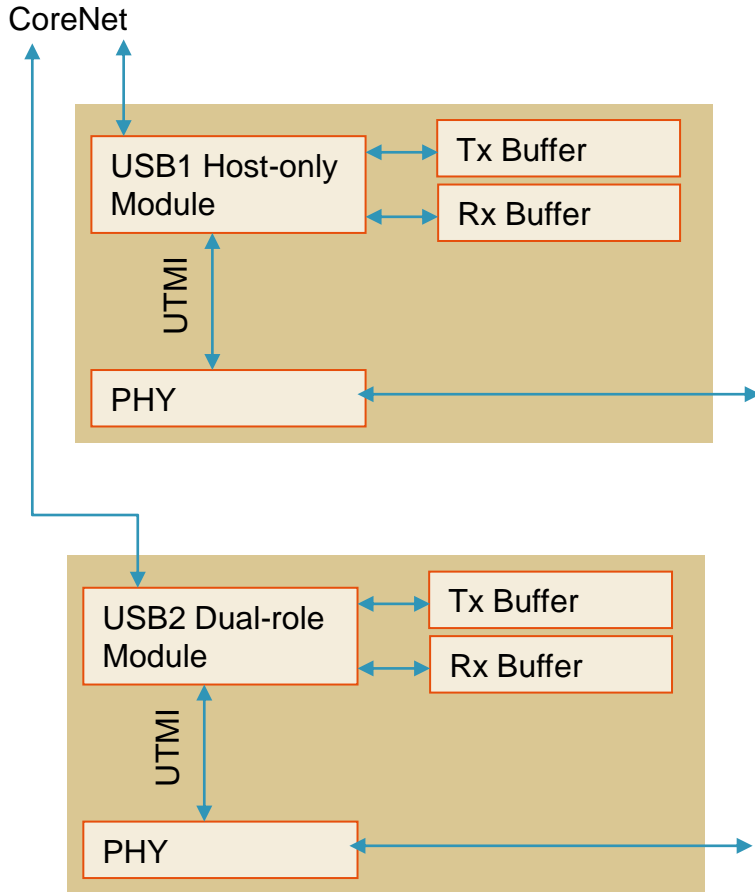 CoreNet
USB1 Host-only
Module
Tx Buffer
Rx Buffer
UTMI
PHY
USB2 Dual-role
Module
Tx Buffer
Rx Buffer
UTMI
PHY